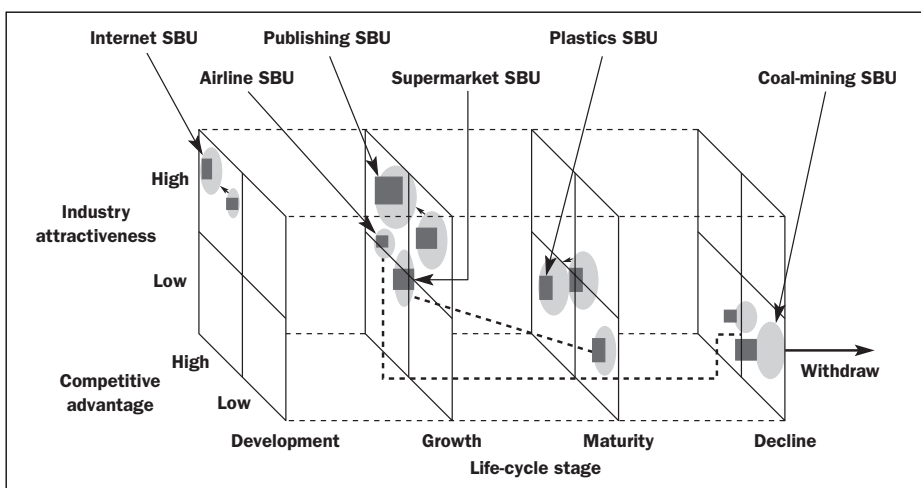 Internet SBU
Publishing SBU
Plastics SBU
Airline SBU
Supermarket SBU
Coal-mining SBU
High
Industry
attractiveness
Low
High
Withdraw
Competitive
advantage
Low
Development
Growth
Maturity
Decline
Life-cycle stage